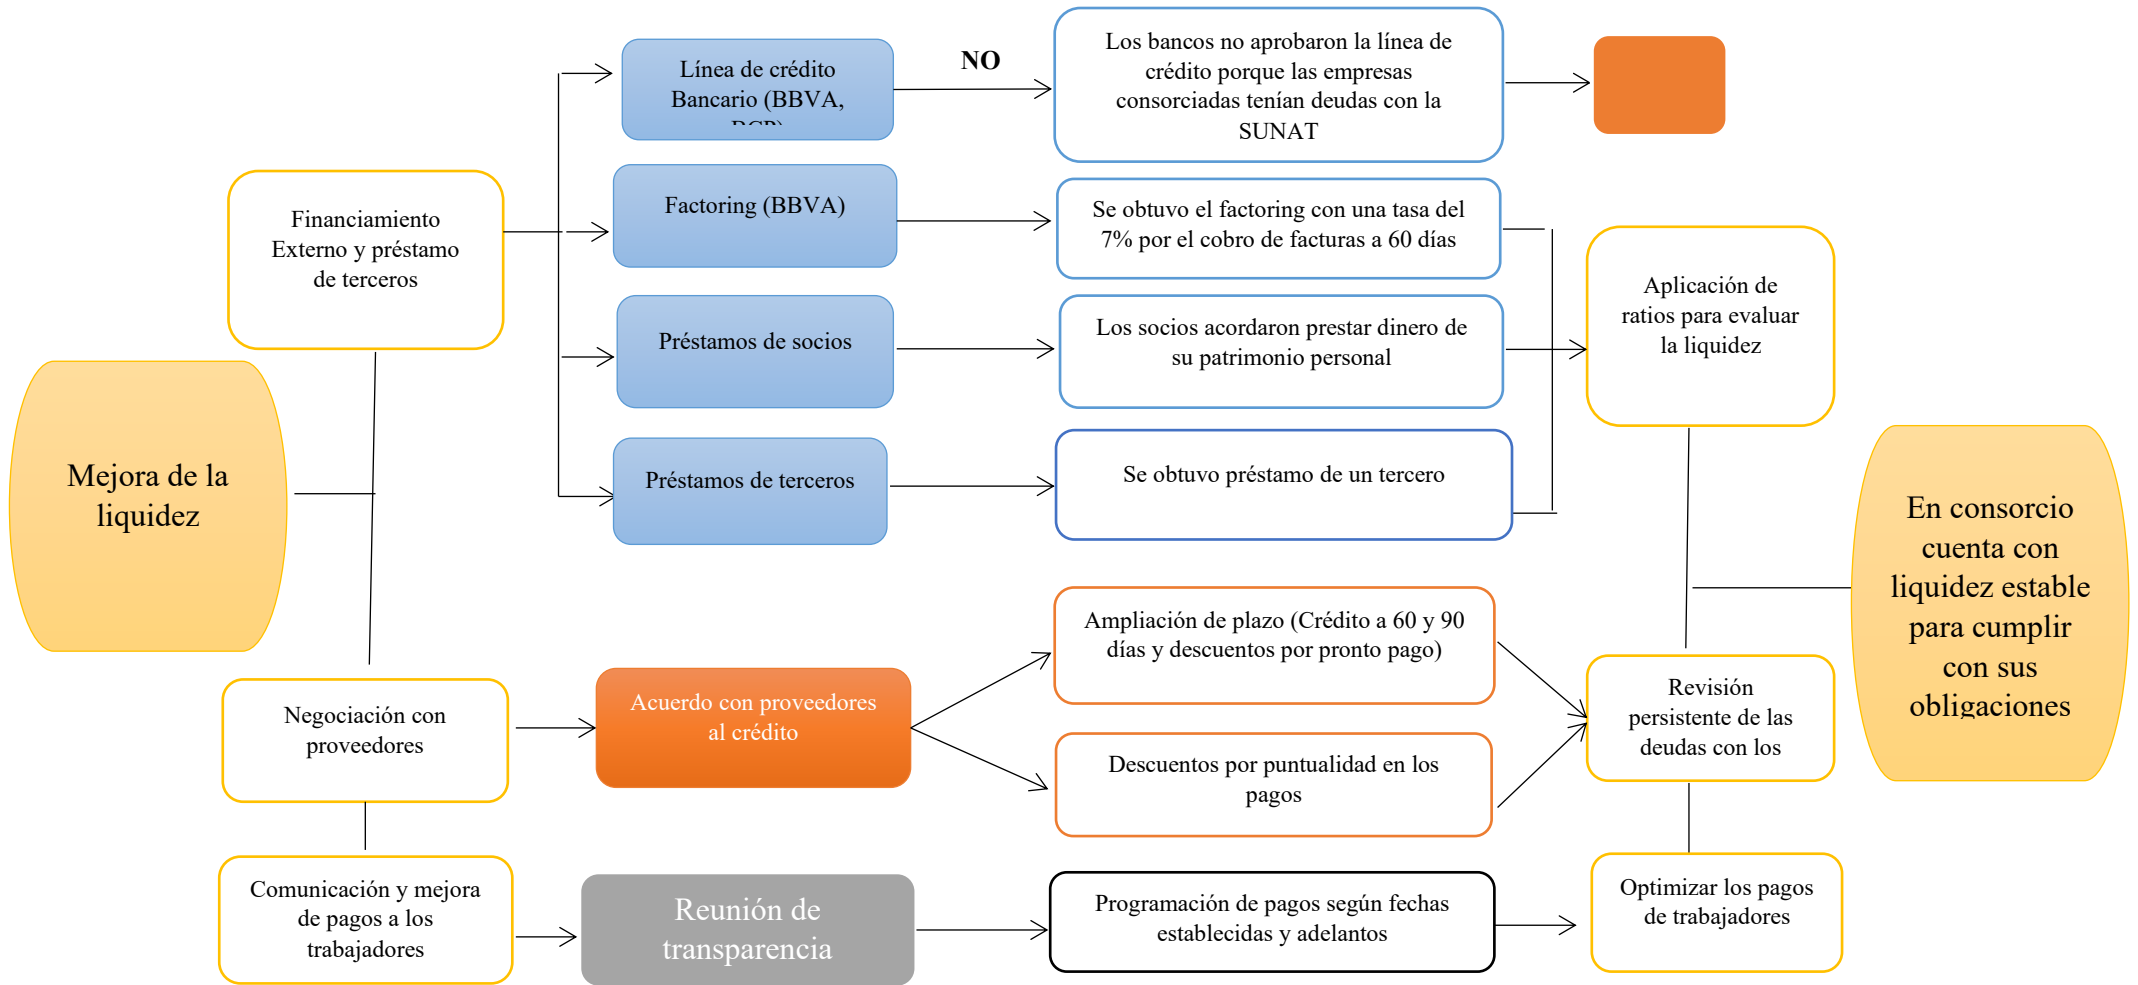 Línea de crédito
Bancario (BBVA,
NO
Los bancos no aprobaron la línea de
crédito porque las empresas
consorciadas tenían deudas con la
SUNAT
Financiamiento
Externo y préstamo
de terceros
Factoring (BBVA)
Se obtuvo el factoring con una tasa del
7% por el cobro de facturas a 60 días
Préstamos de socios
Los socios acordaron prestar dinero de
su patrimonio personal
Aplicación de
ratios para evaluar
la liquidez
Préstamos de terceros
Se obtuvo préstamo de un tercero
Mejora de la
liquidez
En consorcio
cuenta con
liquidez estable
para cumplir
con sus
obligaciones
Negociación con
proveedores
Acuerdo con proveedores
al crédito
Ampliación de plazo (Crédito a 60 y 90
días y descuentos por pronto pago)
Descuentos por puntualidad en los
pagos
Revisión
persistente de las
deudas con los
Comunicación y mejora
de pagos a los
trabajadores
Reunión de
transparencia
Programación de pagos según fechas
establecidas y adelantos
Optimizar los pagos
de trabajadores